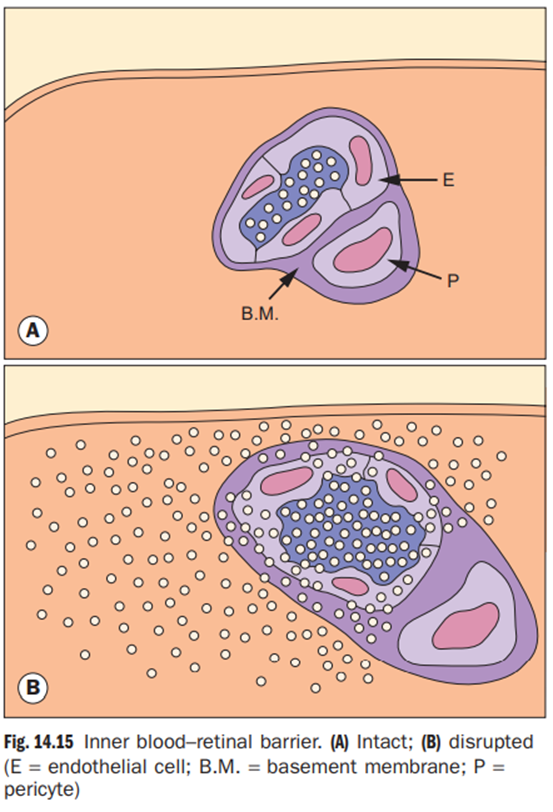 E
P
B.M.
A
B
Fig. 14.15 Inner blood–retinal barrier. (A) Intact; (B) disrupted
(E = endothelial cell; B.M. = basement membrane; P =
pericyte)